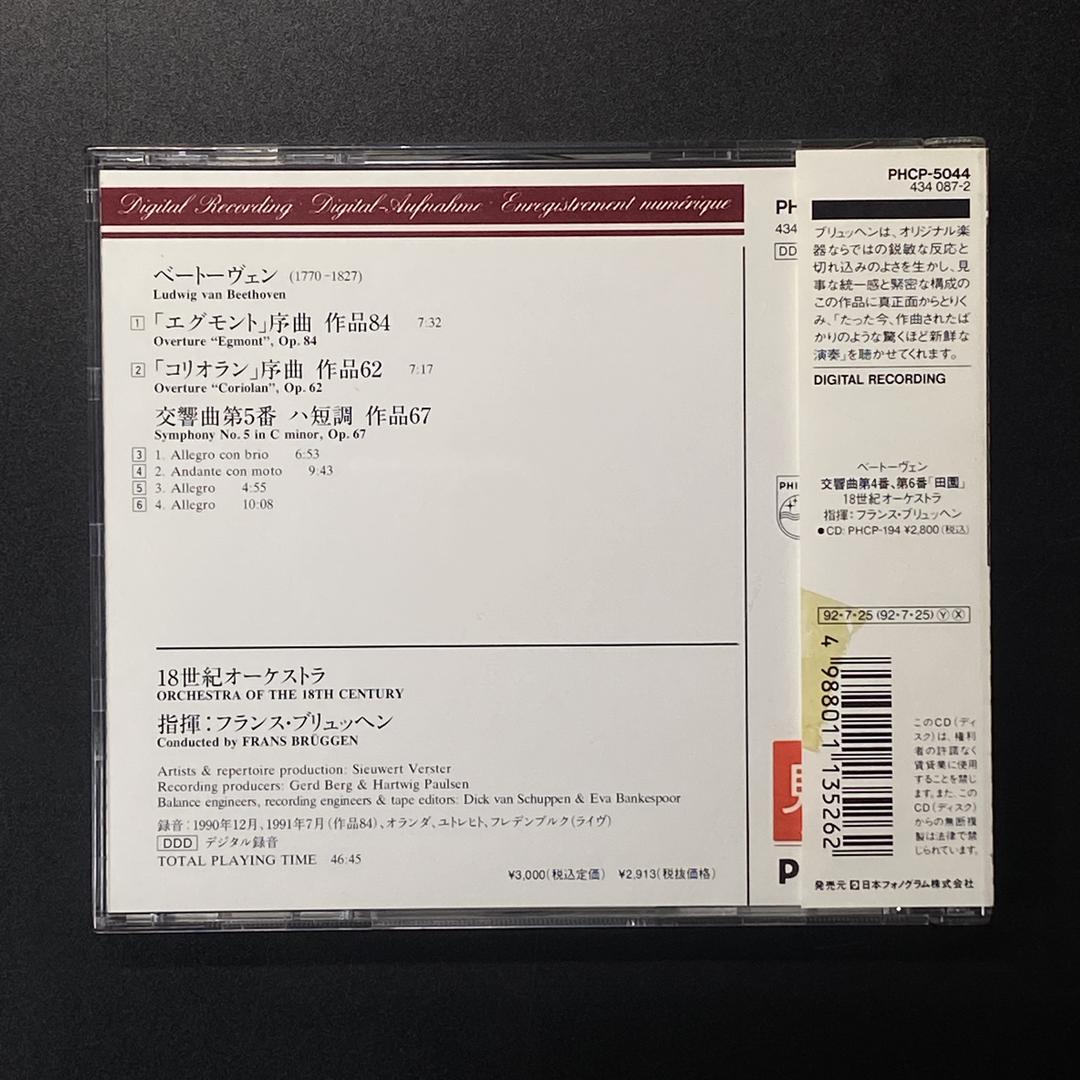 Digital Recording · Digital-Aufnahme · Enregistrement numérique
ベートーヴェン (1770-1827)
Ludwig van Beethoven
1 「エグモント」序曲 作品84 7:32
Overture “Egmont”, Op. 84
2 「コリオラン」序曲 作品62 7:17
Overture “Coriolan”, Op. 62
交響曲第5番 ハ短調 作品67
Symphony No. 5 in C minor, Op. 67
3 1. Allegro con brio 6:53
4 2. Andante con moto 9:43
5 3. Allegro 4:55
6 4. Allegro 10:08
18世紀オーケストラ
ORCHESTRA OF THE 18TH CENTURY
指揮:フランス・ブリュッヘン
Conducted by FRANS BRÜGGEN
Artists & repertoire production: Sieuwert Verster
Recording producers: Gerd Berg & Hartwig Paulsen
Balance engineers, recording engineers & tape editors: Dick van Schuppen & Eva Bankespoor
録音:1990年12月、1991年7月(作品84)、オランダ、ユトレヒト、フレデンブルク(ライヴ)
DDD デジタル録音
TOTAL PLAYING TIME 46:45
¥3,000(税込定価) ¥2,913(税抜価格)
PH
434
DD
PHI
P
PHCP-5044
434 087-2
ブリュッヘンは、オリジナル楽
器ならではの鋭敏な反応と
切れ込みのよさを生かし、見
事な統一感と緊密な構成の
この作品に真正面からとりく
み、「たった今、作曲されたば
かりのような驚くほど新鮮な
演奏」を聴かせてくれます。
DIGITAL RECORDING
ベートーヴェン
交響曲第4番、第6番「田園」
18世紀オーケストラ
指揮:フランス・ブリュッヘン
●CD: PHCP-194 ¥2,800(税込)
92・7・25 (92・7・25) Ⓨ Ⓧ
4 988011 135262
このCD(ディ
スク)は、権利
者の許諾なく
賃貸業に使用
することを禁じ
ます。また、この
CD(ディスク)
からの無断複
製は法律で禁
じられています。
発売元 日本フォノグラム株式会社